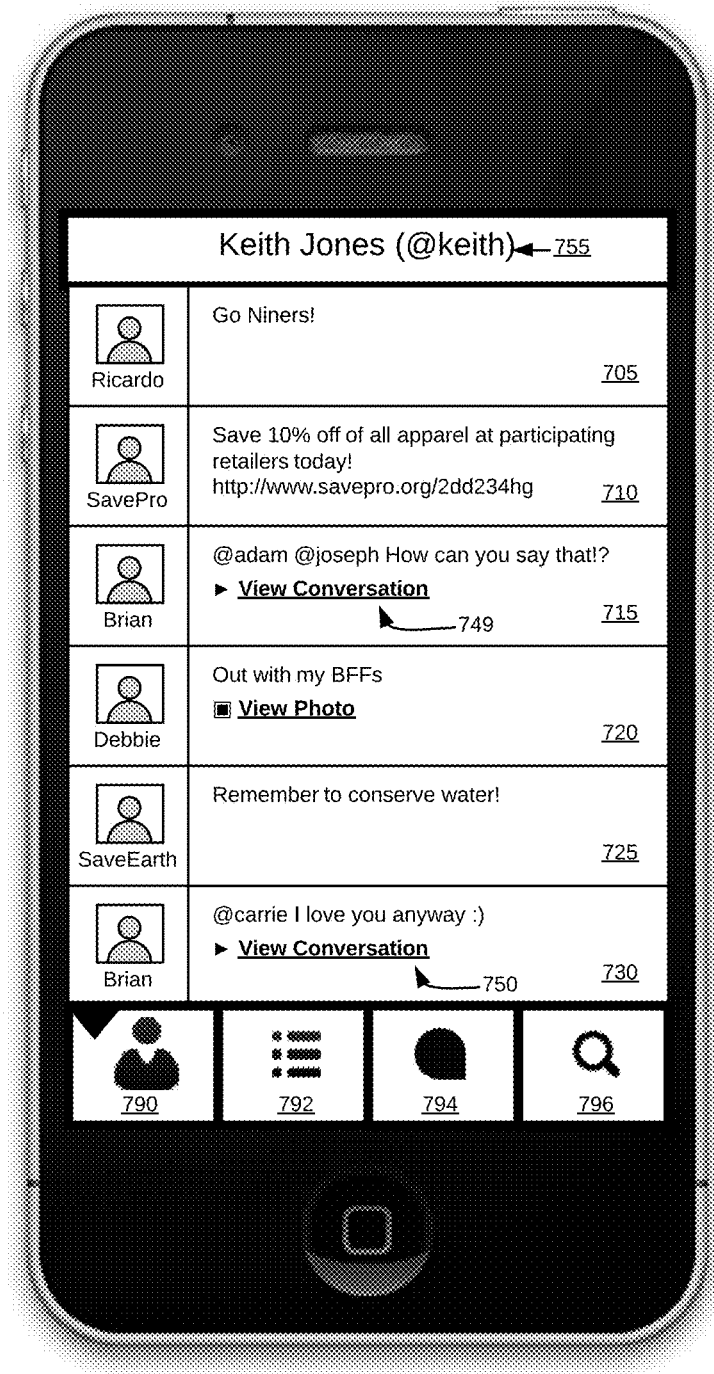 Keith Jones (@keith) 755
Go Niners!
Ricardo
705
Save 10% off of all apparel at participating
retailers today!
http://www.savepro.org/2dd234hg
SavePro
710
@adam @joseph How can you say that!?
► View Conversation
Brian
715
749
Out with my BFFs
▣ View Photo
Debbie
720
Remember to conserve water!
SaveEarth
725
@carrie I love you anyway :)
► View Conversation
Brian
730
750
790 792 794 796